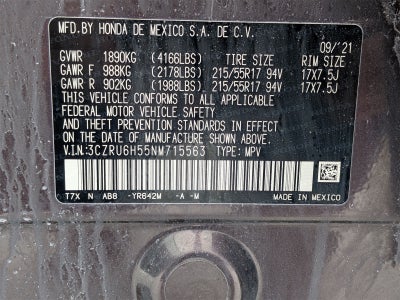 MFD.BY HONDA DE MEXICO S.A. DE C.V.
09/'21
GVWR 1890KG (4166LBS) TIRE SIZE RIM SIZE
GAWR F 988KG (2178LBS) 215/55R17 94V 17X7.5J
GAWR R 902KG (1988LBS) 215/55R17 94V 17X7.5J
THIS VEHICLE CONFORMS TO ALL APPLICABLE
FEDERAL MOTOR VEHICLE SAFETY
STANDARDS IN EFFECT ON THE DATE
OF MANUFACTURE SHOWN ABOVE.
V.I.N:3CZRU6H55NM715563 TYPE: MPV
T7X N ABB -YR642M -A -M MADE IN MEXICO